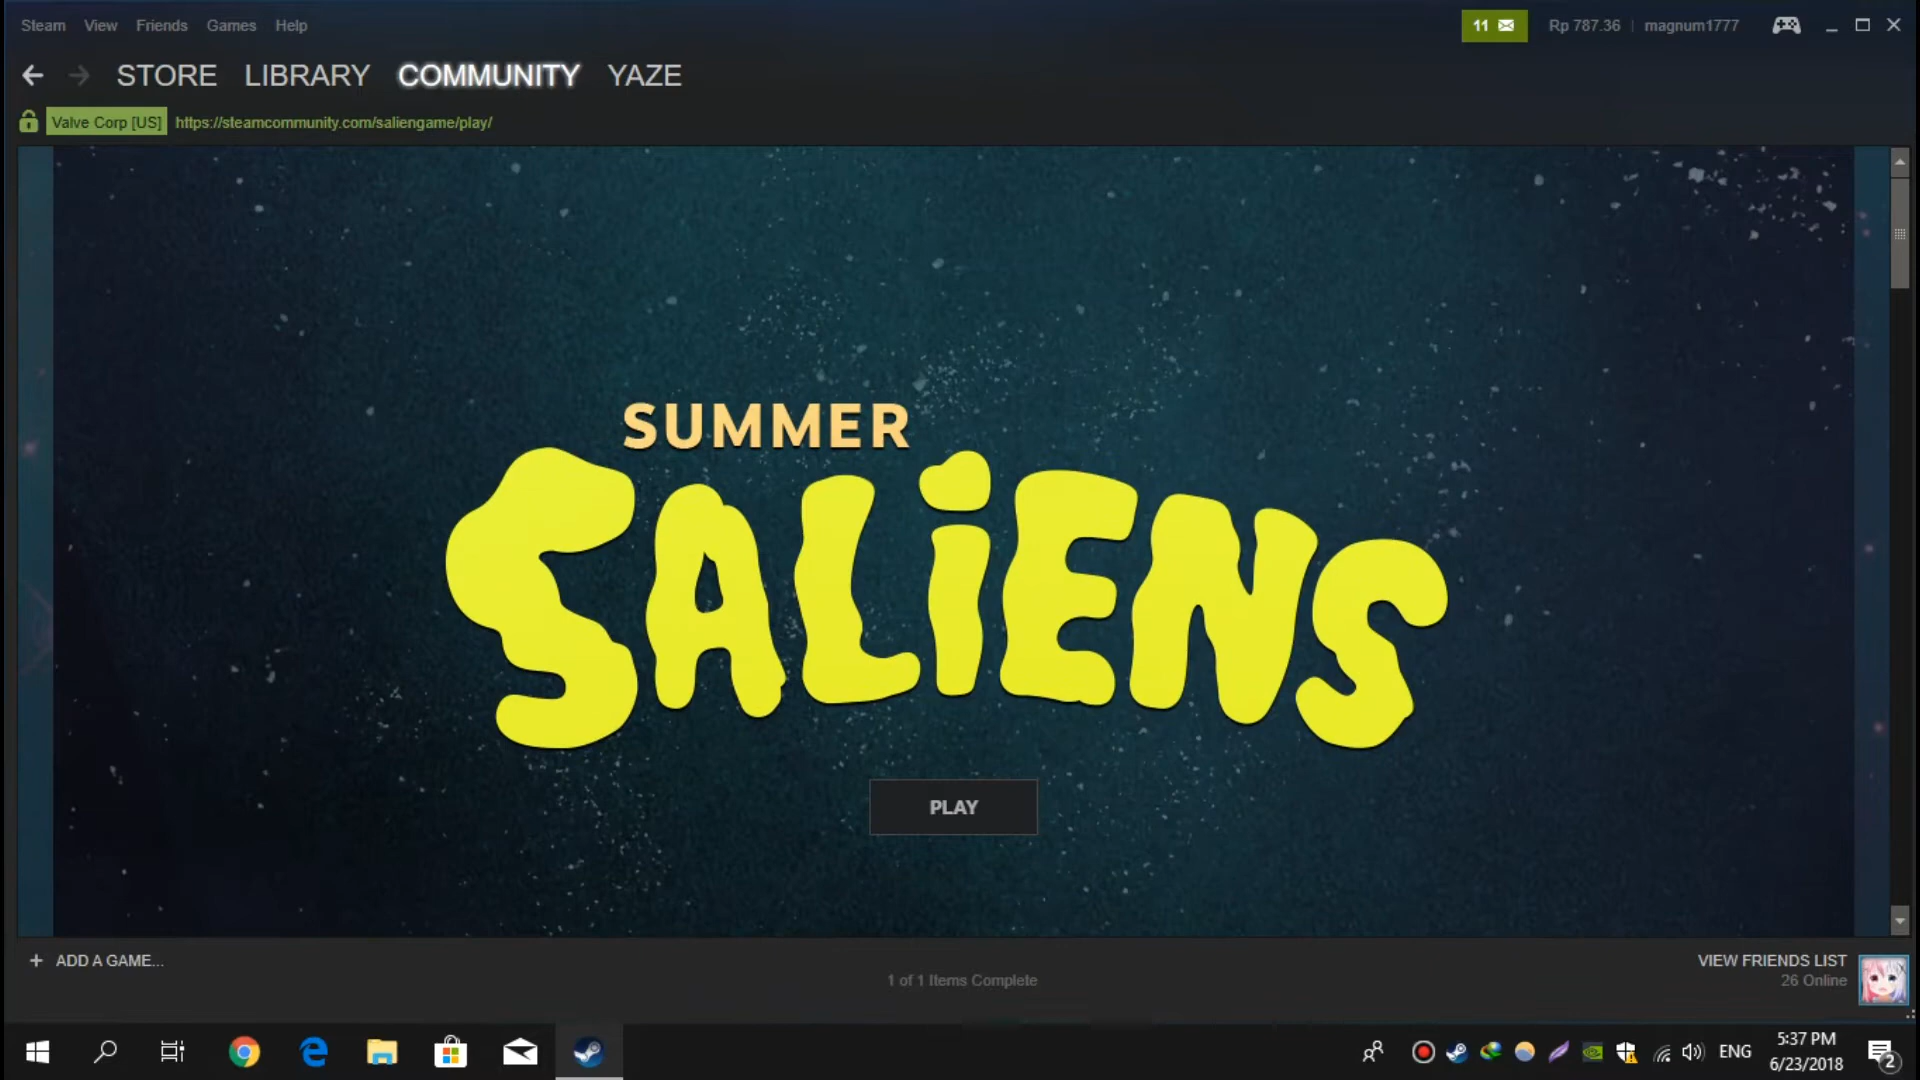 Steam View Friends Games Help
11 Rp 787.36 | magnum1777
STORE LIBRARY COMMUNITY YAZE
Valve Corp [US] https://steamcommunity.com/saliengame/play/
SUMMER
SALiENS
PLAY
+ ADD A GAME...
1 of 1 Items Complete
VIEW FRIENDS LIST
26 Online
ENG
5:37 PM
6/23/2018
2